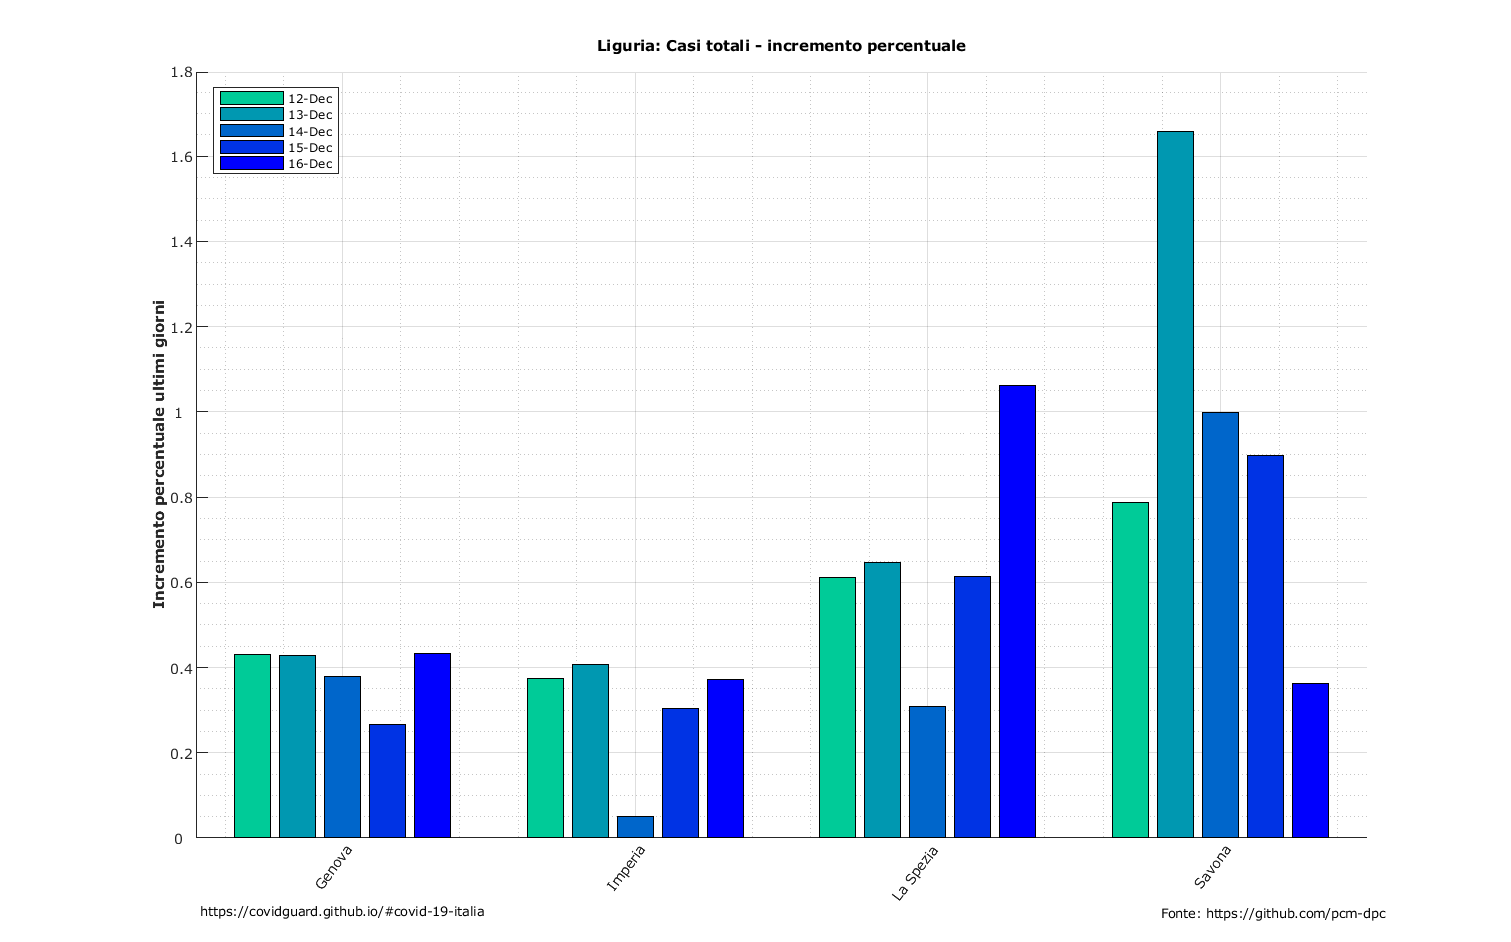 Liguria: Casi totali - incremento percentuale
Incremento percentuale ultimi giorni
1.8
1.6
1.4
1.2
1
0.8
0.6
0.4
0.2
0
12-Dec
13-Dec
14-Dec
15-Dec
16-Dec
Genova
Imperia
La Spezia
Savona
https://covidguard.github.io/#covid-19-italia
Fonte: https://github.com/pcm-dpc